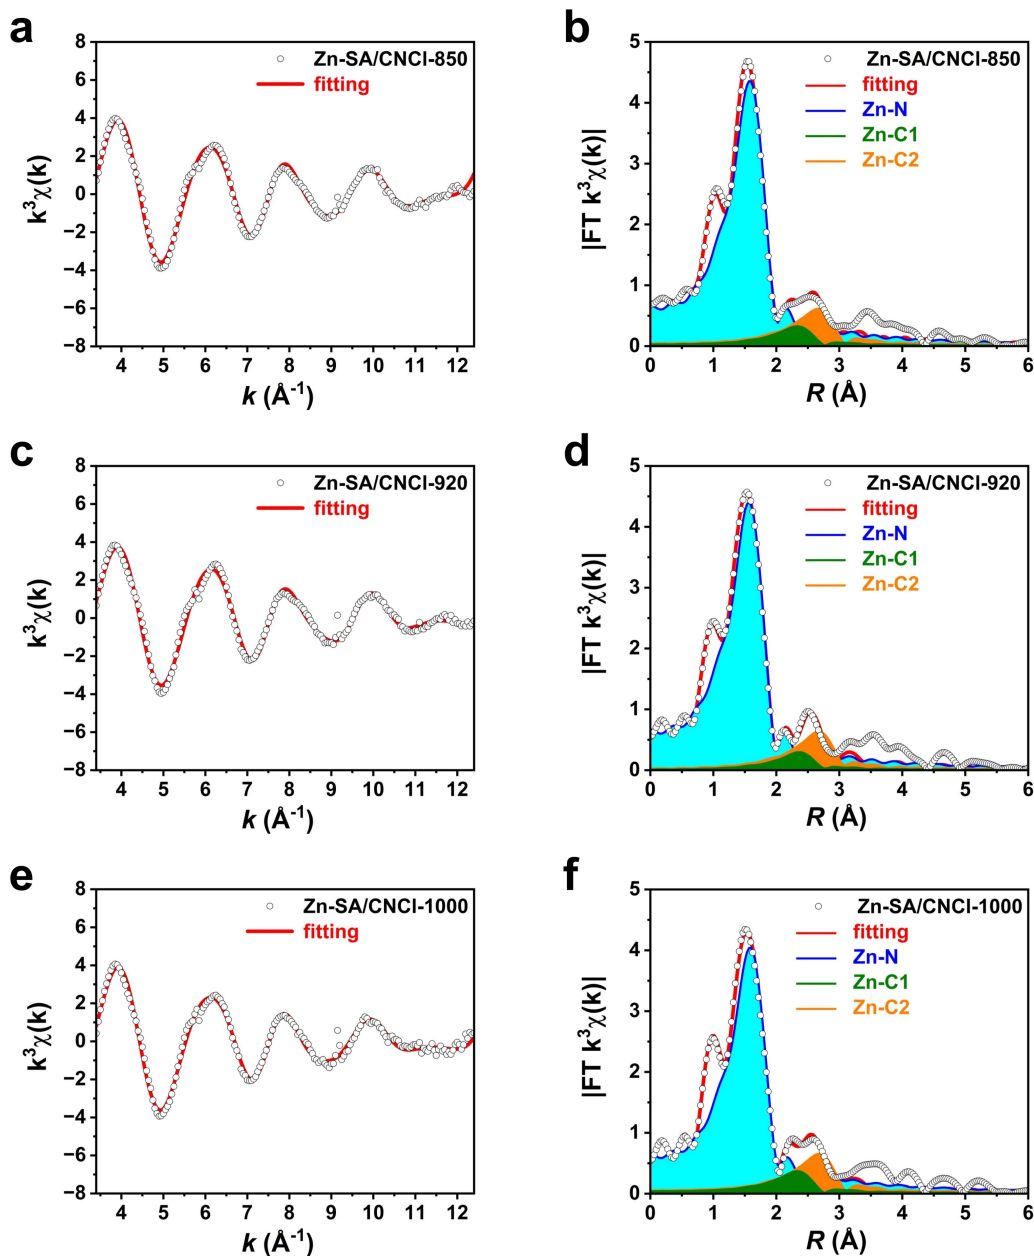 a
Zn-SA/CNCl-850
fitting
8
6
4
2
0
−2
−4
−6
−8
4 5 6 7 8 9 10 11 12
k³χ(k)
k (Å⁻¹)
b
Zn-SA/CNCl-850
fitting
Zn-N
Zn-C1
Zn-C2
5
4
3
2
1
0
0 1 2 3 4 5 6
|FT k³χ(k)|
R (Å)
c
Zn-SA/CNCl-920
fitting
8
6
4
2
0
−2
−4
−6
−8
4 5 6 7 8 9 10 11 12
k³χ(k)
k (Å⁻¹)
d
Zn-SA/CNCl-920
fitting
Zn-N
Zn-C1
Zn-C2
5
4
3
2
1
0
0 1 2 3 4 5 6
|FT k³χ(k)|
R (Å)
e
Zn-SA/CNCl-1000
fitting
8
6
4
2
0
−2
−4
−6
−8
4 5 6 7 8 9 10 11 12
k³χ(k)
k (Å⁻¹)
f
Zn-SA/CNCl-1000
fitting
Zn-N
Zn-C1
Zn-C2
5
4
3
2
1
0
0 1 2 3 4 5 6
|FT k³χ(k)|
R (Å)